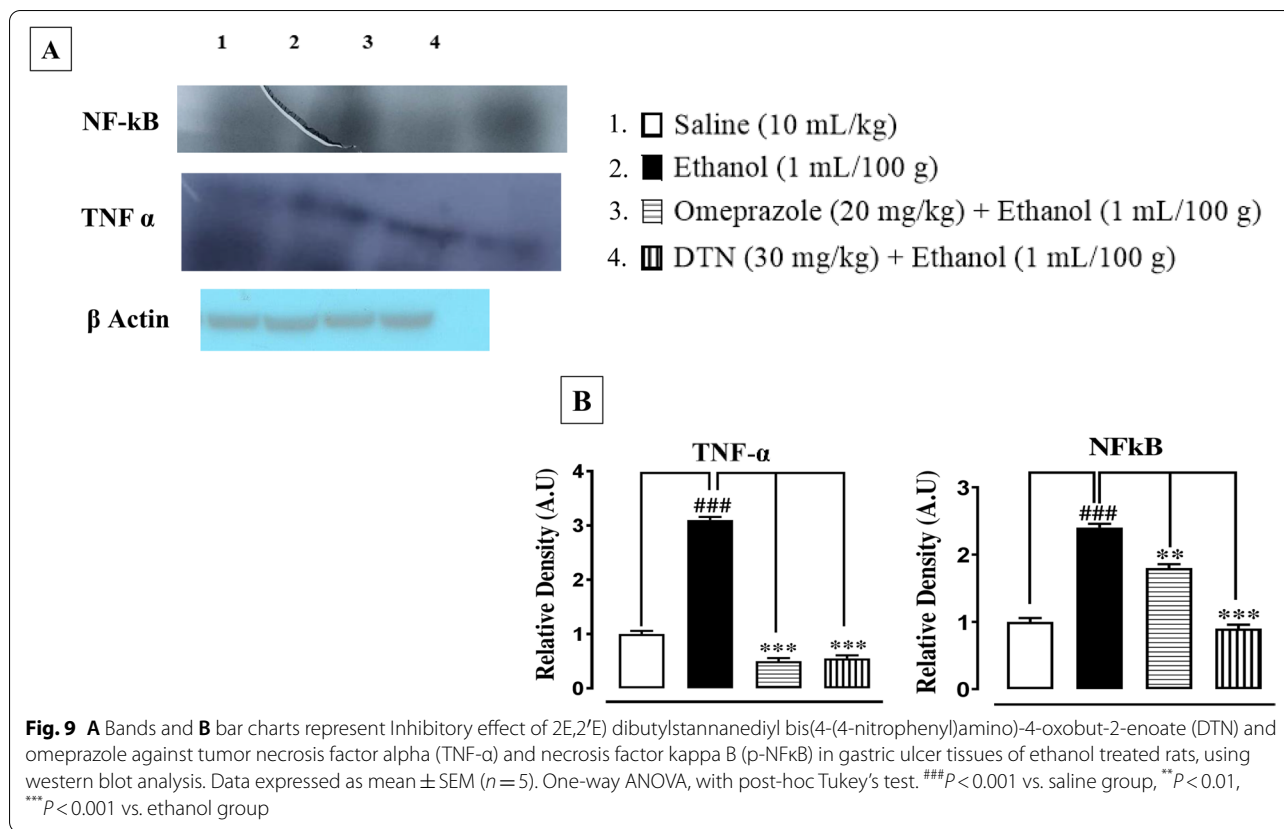 A
1 2 3 4
NF-kB
TNF α
β Actin
1. Saline (10 mL/kg)
2. Ethanol (1 mL/100 g)
3. Omeprazole (20 mg/kg) + Ethanol (1 mL/100 g)
4. DTN (30 mg/kg) + Ethanol (1 mL/100 g)
B
TNF-α
Relative Density (A.U)
4
3
2
1
0
###
***
***
NFkB
Relative Density (A.U)
3
2
1
0
###
**
***
Fig. 9 A Bands and B bar charts represent Inhibitory effect of 2E,2′E) dibutylstannanediyl bis(4-(4-nitrophenyl)amino)-4-oxobut-2-enoate (DTN) and
omeprazole against tumor necrosis factor alpha (TNF-α) and necrosis factor kappa B (p-NFκB) in gastric ulcer tissues of ethanol treated rats, using
western blot analysis. Data expressed as mean ± SEM (n = 5). One-way ANOVA, with post-hoc Tukey's test. ###P < 0.001 vs. saline group, **P < 0.01,
***P < 0.001 vs. ethanol group